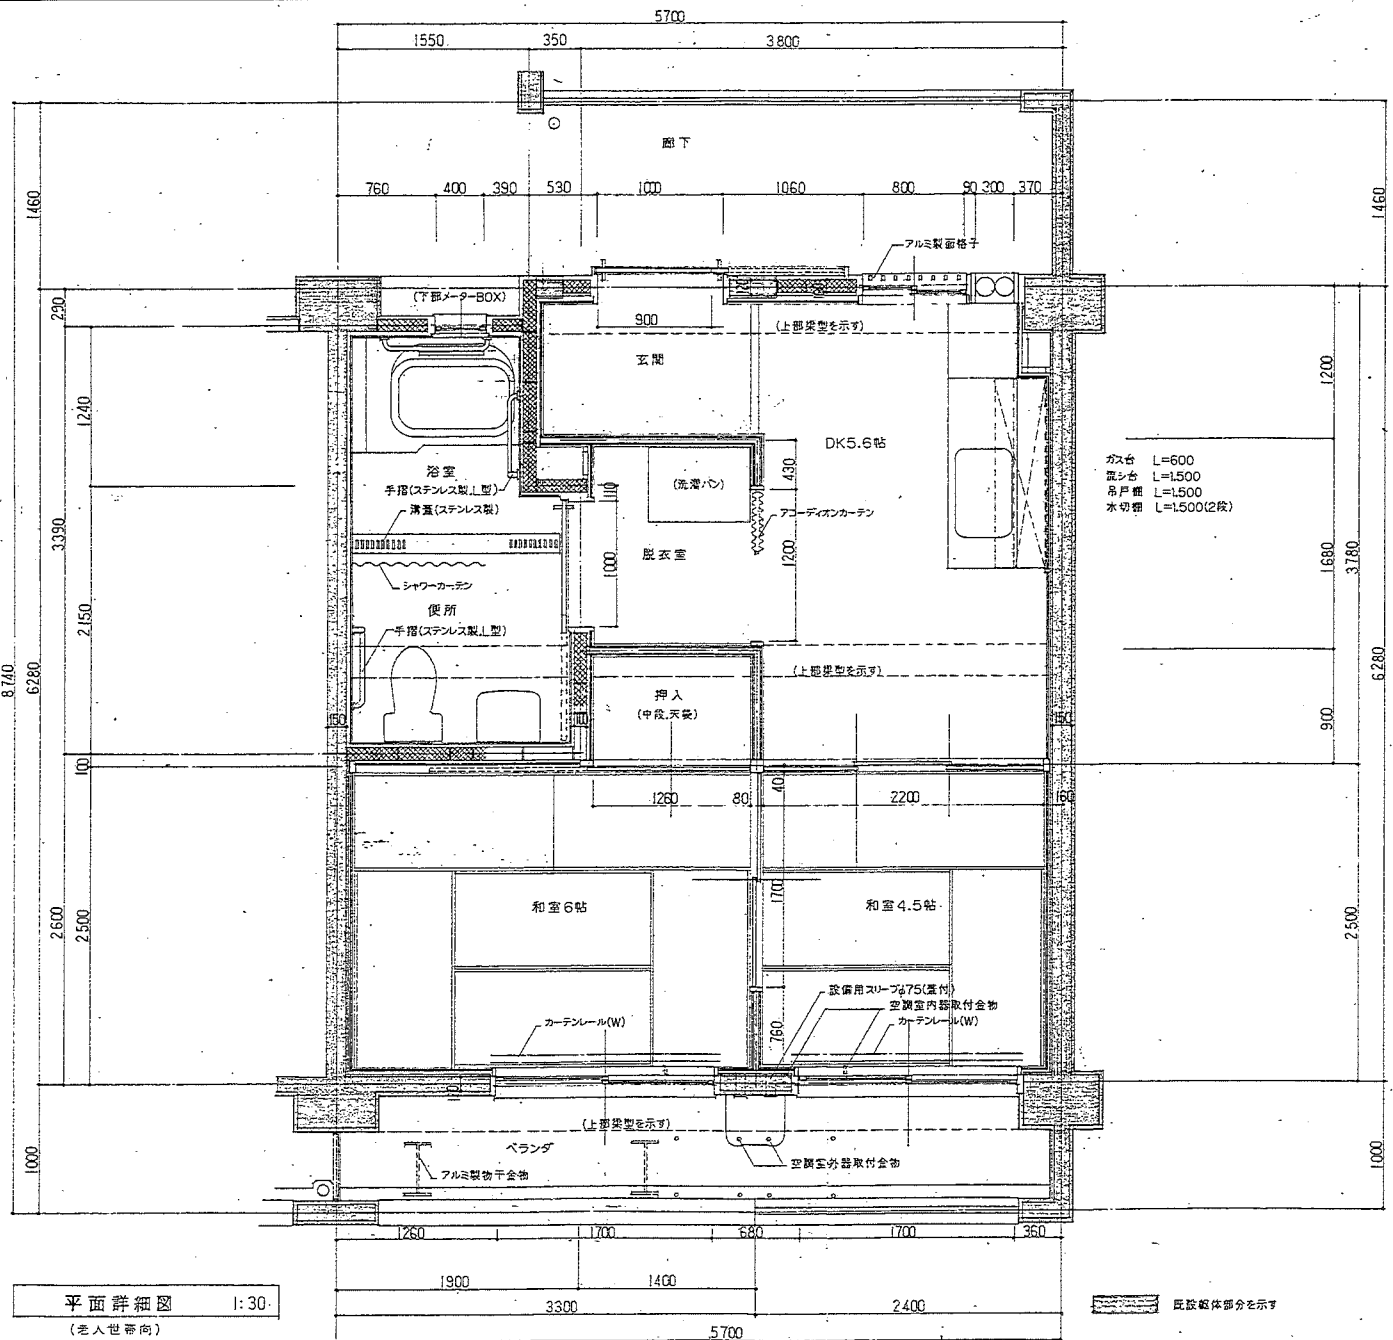 5700
1550 350 3800
廊下
760 400 390 530 1000 1060 800 90 300 370
アルミ製面格子
(下部メーターBOX)
900
(上部梁型を示す)
玄関
DK5.6帖
ガス台 L=600
流シ台 L=1,500
吊戸棚 L=1,500
水切棚 L=1,500(2段)
浴室
手摺(ステンレス製,L型)
溝蓋(ステンレス製)
(洗濯パン)
アコーディオンカーテン
脱衣室
シャワーカーテン
便所
手摺(ステンレス製,L型)
(上部梁型を示す)
押入
(中段,天袋)
430
110
1000
1200
150
150
1260 80 40 2200 160
和室6帖
和室4.5帖
1700
760
設備用スリーブφ75(蓋付)
空調室内器取付金物
カーテンレール(W)
カーテンレール(W)
(上部梁型を示す)
ベランダ
アルミ製物干金物
空調室外器取付金物
8740
1460
6280
1000
290
3390
2600
1240
2150
100
2500
1200
1680
900
3780
2500
1460
6280
1000
1260 1700 680 1700 360
1900 1400
3300 2400
5700
平面詳細図 1:30
(老人世帯向)
既設躯体部分を示す